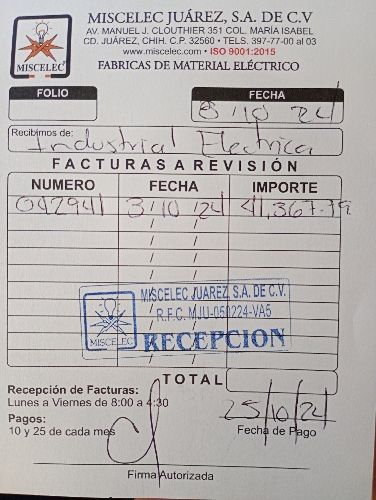 MISCELEC JUÁREZ, S.A. DE C.V
AV. MANUEL J. CLOUTHIER 351 COL. MARÍA ISABEL
CD. JUÁREZ, CHIH. C.P. 32560 • TELS. 397-77-00 al 03
www.miscelec.com • ISO 9001:2015
MISCELEC
FABRICAS DE MATERIAL ELÉCTRICO
FOLIO FECHA
8 10 24
Recibimos de: Industrial Electrica
FACTURAS A REVISIÓN
NUMERO FECHA IMPORTE
042941 3/10/24 41,367.79
MISCELEC JUAREZ S.A. DE C.V.
R.F.C. MJU-050224-VA5
MISCELEC RECEPCION
TOTAL
Recepción de Facturas:
Lunes a Viernes de 8:00 a 4:30
Pagos:
10 y 25 de cada mes
25/10/24
Fecha de Pago
Firma Autorizada